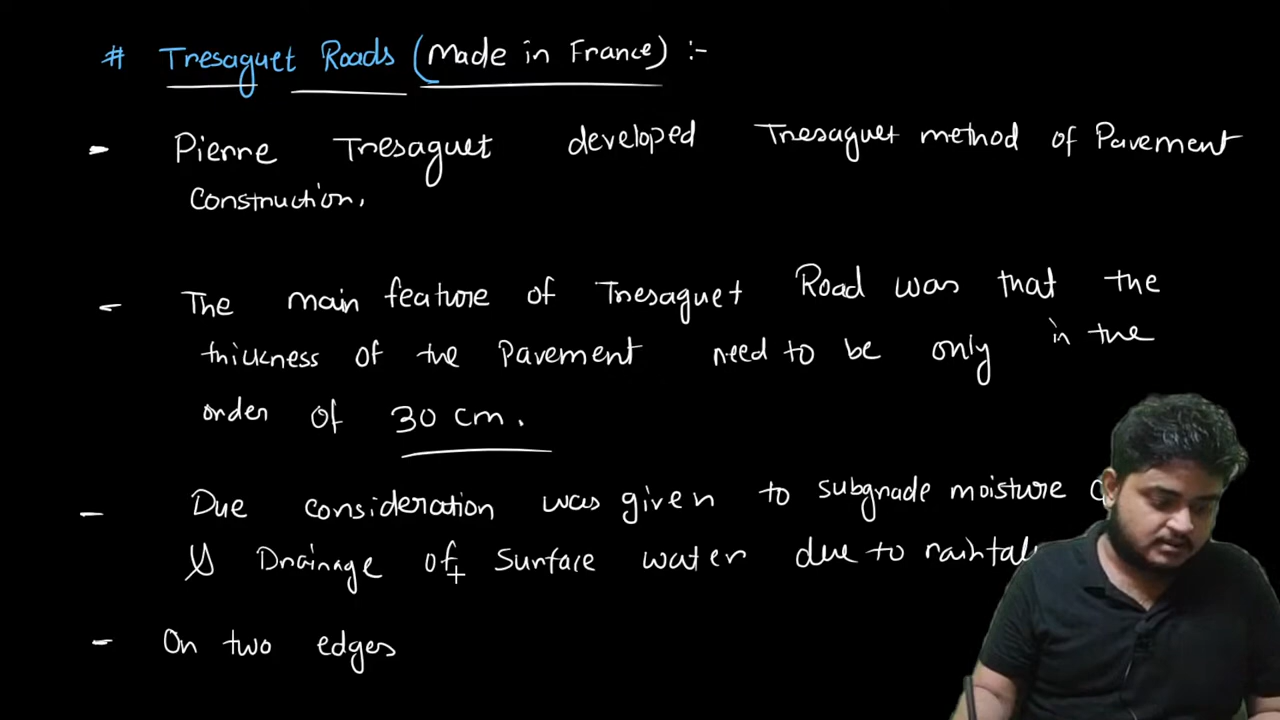 # Tresaguet Roads (Made in France) :-
- Pierre Tresaguet developed Tresaguet method of Pavement
Construction.
- The main feature of Tresaguet Road was that the
thickness of the Pavement need to be only in the
order of 30 cm.
- Due consideration was given to subgrade moisture
& Drainage of Surface water due to rainfall
- On two edges